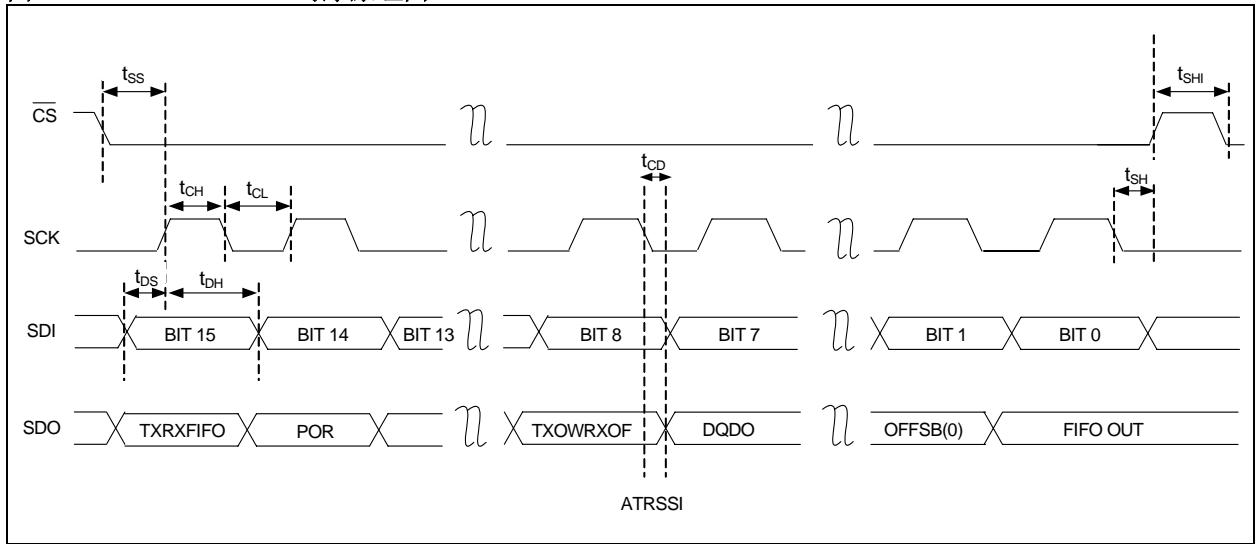 tSS
tSHI
CS
tCD
tCH
tCL
tSH
SCK
tDS
tDH
SDI
BIT 15
BIT 14
BIT 13
BIT 8
BIT 7
BIT 1
BIT 0
SDO
TXRXFIFO
POR
TXOWRXOF
DQDO
OFFSB(0)
FIFO OUT
ATRSSI